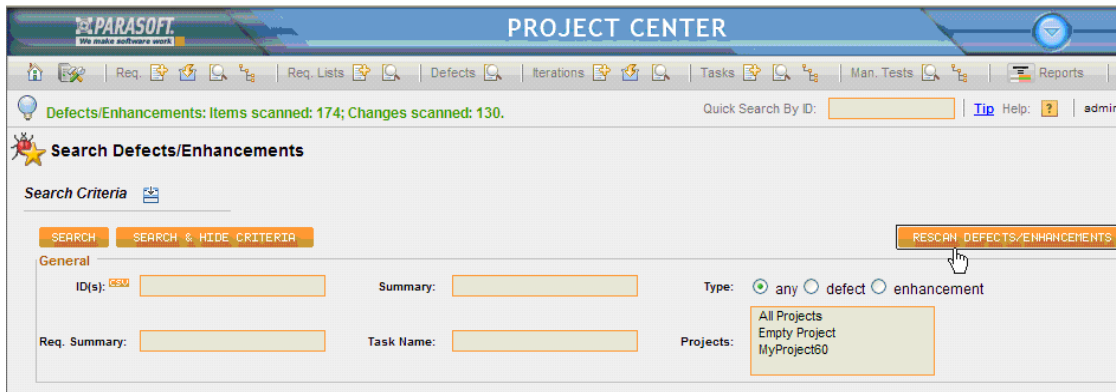 PARASOFT.
We make software work
PROJECT CENTER
Req. Req. Lists Defects Iterations Tasks Man. Tests Reports
Defects/Enhancements: Items scanned: 174; Changes scanned: 130.
Quick Search By ID: Tip Help: ? admin
Search Defects/Enhancements
Search Criteria
SEARCH SEARCH & HIDE CRITERIA RESCAN DEFECTS/ENHANCEMENTS
General
ID(s): CSV Summary: Type: any defect enhancement
Req. Summary: Task Name: Projects:
All Projects
Empty Project
MyProject60